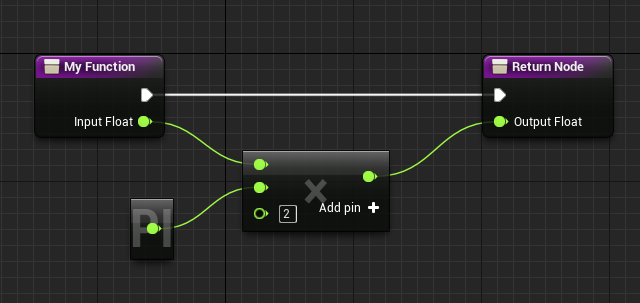 My Function
Return Node
Input Float
Output Float
×
2
Add pin +
PI